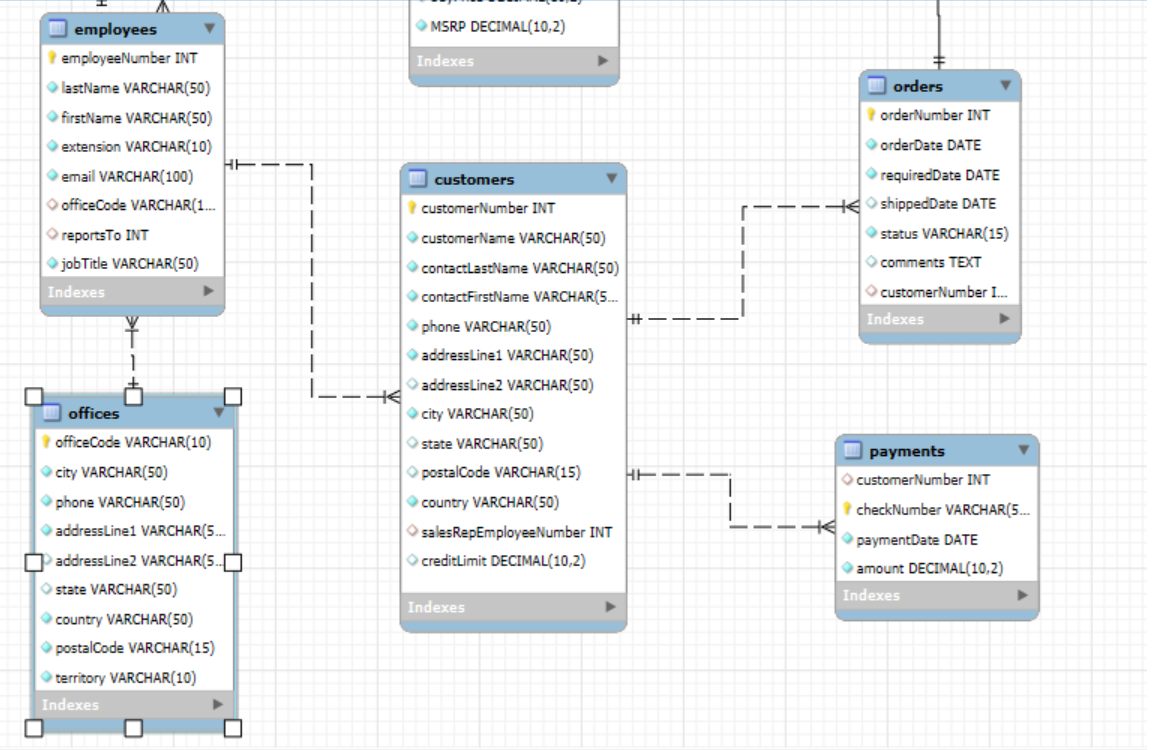 employees
employeeNumber INT
lastName VARCHAR(50)
firstName VARCHAR(50)
extension VARCHAR(10)
email VARCHAR(100)
officeCode VARCHAR(1...
reportsTo INT
jobTitle VARCHAR(50)
Indexes
offices
officeCode VARCHAR(10)
city VARCHAR(50)
phone VARCHAR(50)
addressLine1 VARCHAR(5...
addressLine2 VARCHAR(5...
state VARCHAR(50)
country VARCHAR(50)
postalCode VARCHAR(15)
territory VARCHAR(10)
Indexes
MSRP DECIMAL(10,2)
Indexes
customers
customerNumber INT
customerName VARCHAR(50)
contactLastName VARCHAR(50)
contactFirstName VARCHAR(5...
phone VARCHAR(50)
addressLine1 VARCHAR(50)
addressLine2 VARCHAR(50)
city VARCHAR(50)
state VARCHAR(50)
postalCode VARCHAR(15)
country VARCHAR(50)
salesRepEmployeeNumber INT
creditLimit DECIMAL(10,2)
Indexes
orders
orderNumber INT
orderDate DATE
requiredDate DATE
shippedDate DATE
status VARCHAR(15)
comments TEXT
customerNumber I...
Indexes
payments
customerNumber INT
checkNumber VARCHAR(5...
paymentDate DATE
amount DECIMAL(10,2)
Indexes